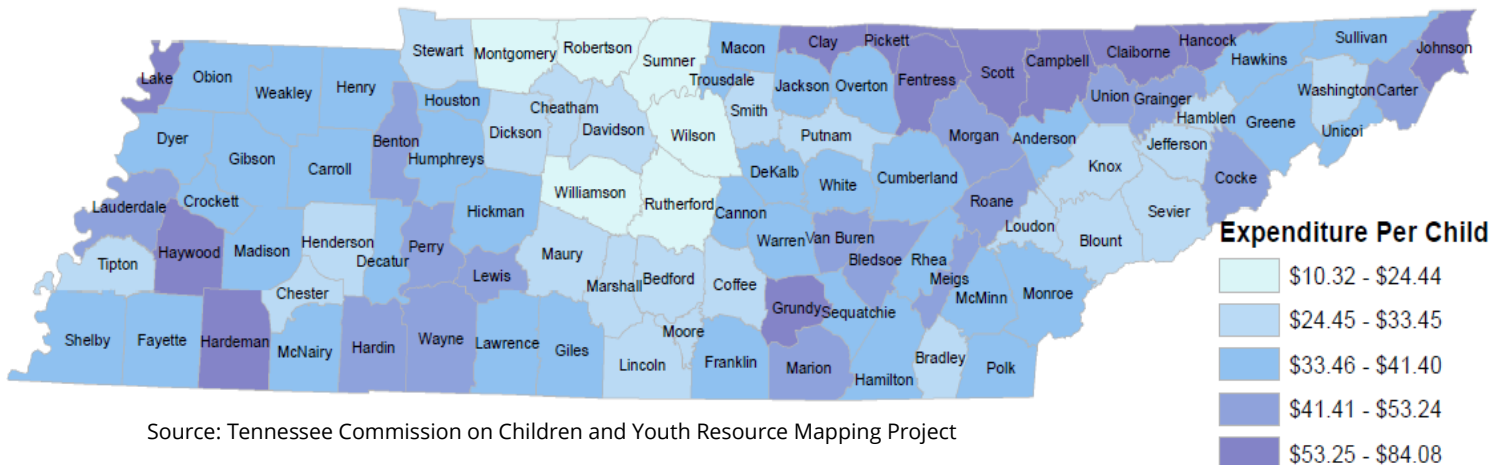 Stewart
Montgomery
Robertson
Sumner
Macon
Clay
Pickett
Fentress
Scott
Campbell
Claiborne
Hancock
Hawkins
Sullivan
Johnson
Lake
Obion
Weakley
Henry
Houston
Cheatham
Davidson
Dickson
Wilson
Trousdale
Smith
Jackson
Overton
Putnam
Morgan
Anderson
Union
Grainger
Hamblen
Greene
Washington
Carter
Unicoi
Dyer
Gibson
Carroll
Benton
Humphreys
Williamson
Rutherford
DeKalb
White
Cumberland
Roane
Knox
Jefferson
Cocke
Sevier
Lauderdale
Crockett
Haywood
Madison
Henderson
Decatur
Perry
Hickman
Lewis
Maury
Cannon
Warren
Van Buren
Bledsoe
Rhea
Meigs
Loudon
Blount
Tipton
Chester
Marshall
Bedford
Coffee
Grundy
Sequatchie
McMinn
Monroe
Shelby
Fayette
Hardeman
McNairy
Hardin
Wayne
Lawrence
Giles
Moore
Lincoln
Franklin
Marion
Hamilton
Bradley
Polk
Expenditure Per Child
$10.32 - $24.44
$24.45 - $33.45
$33.46 - $41.40
$41.41 - $53.24
$53.25 - $84.08
Source: Tennessee Commission on Children and Youth Resource Mapping Project